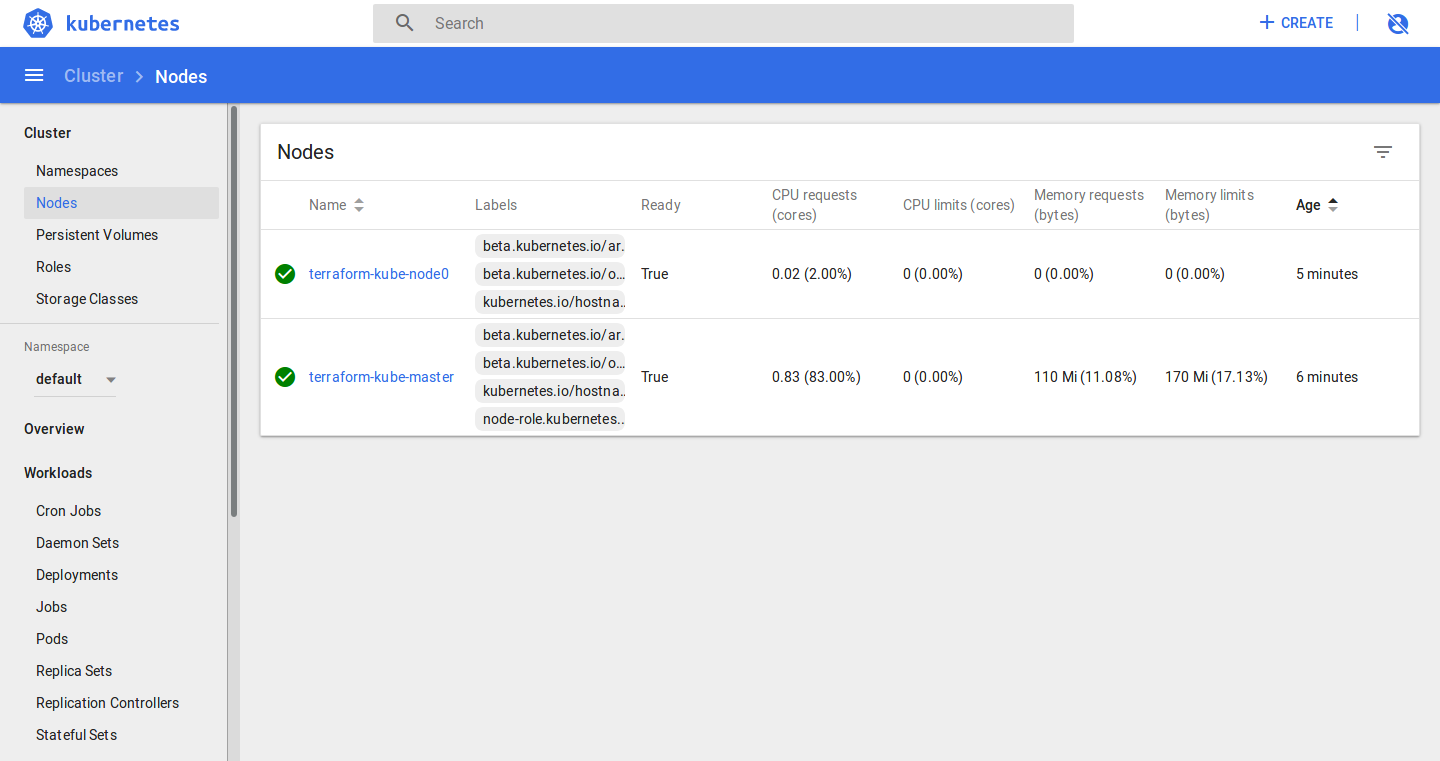 kubernetes
Search
CREATE
Cluster Nodes
Cluster
Namespaces
Nodes
Persistent Volumes
Roles
Storage Classes
Namespace
default
Overview
Workloads
Cron Jobs
Daemon Sets
Deployments
Jobs
Pods
Replica Sets
Replication Controllers
Stateful Sets
Nodes
Name Labels Ready CPU requests (cores) CPU limits (cores) Memory requests (bytes) Memory limits (bytes) Age
beta.kubernetes.io/ar.
terraform-kube-node0 beta.kubernetes.io/o... True 0.02 (2.00%) 0 (0.00%) 0 (0.00%) 0 (0.00%) 5 minutes
kubernetes.io/hostna..
beta.kubernetes.io/ar.
beta.kubernetes.io/o...
terraform-kube-master True 0.83 (83.00%) 0 (0.00%) 110 Mi (11.08%) 170 Mi (17.13%) 6 minutes
kubernetes.io/hostna..
node-role.kubernetes..